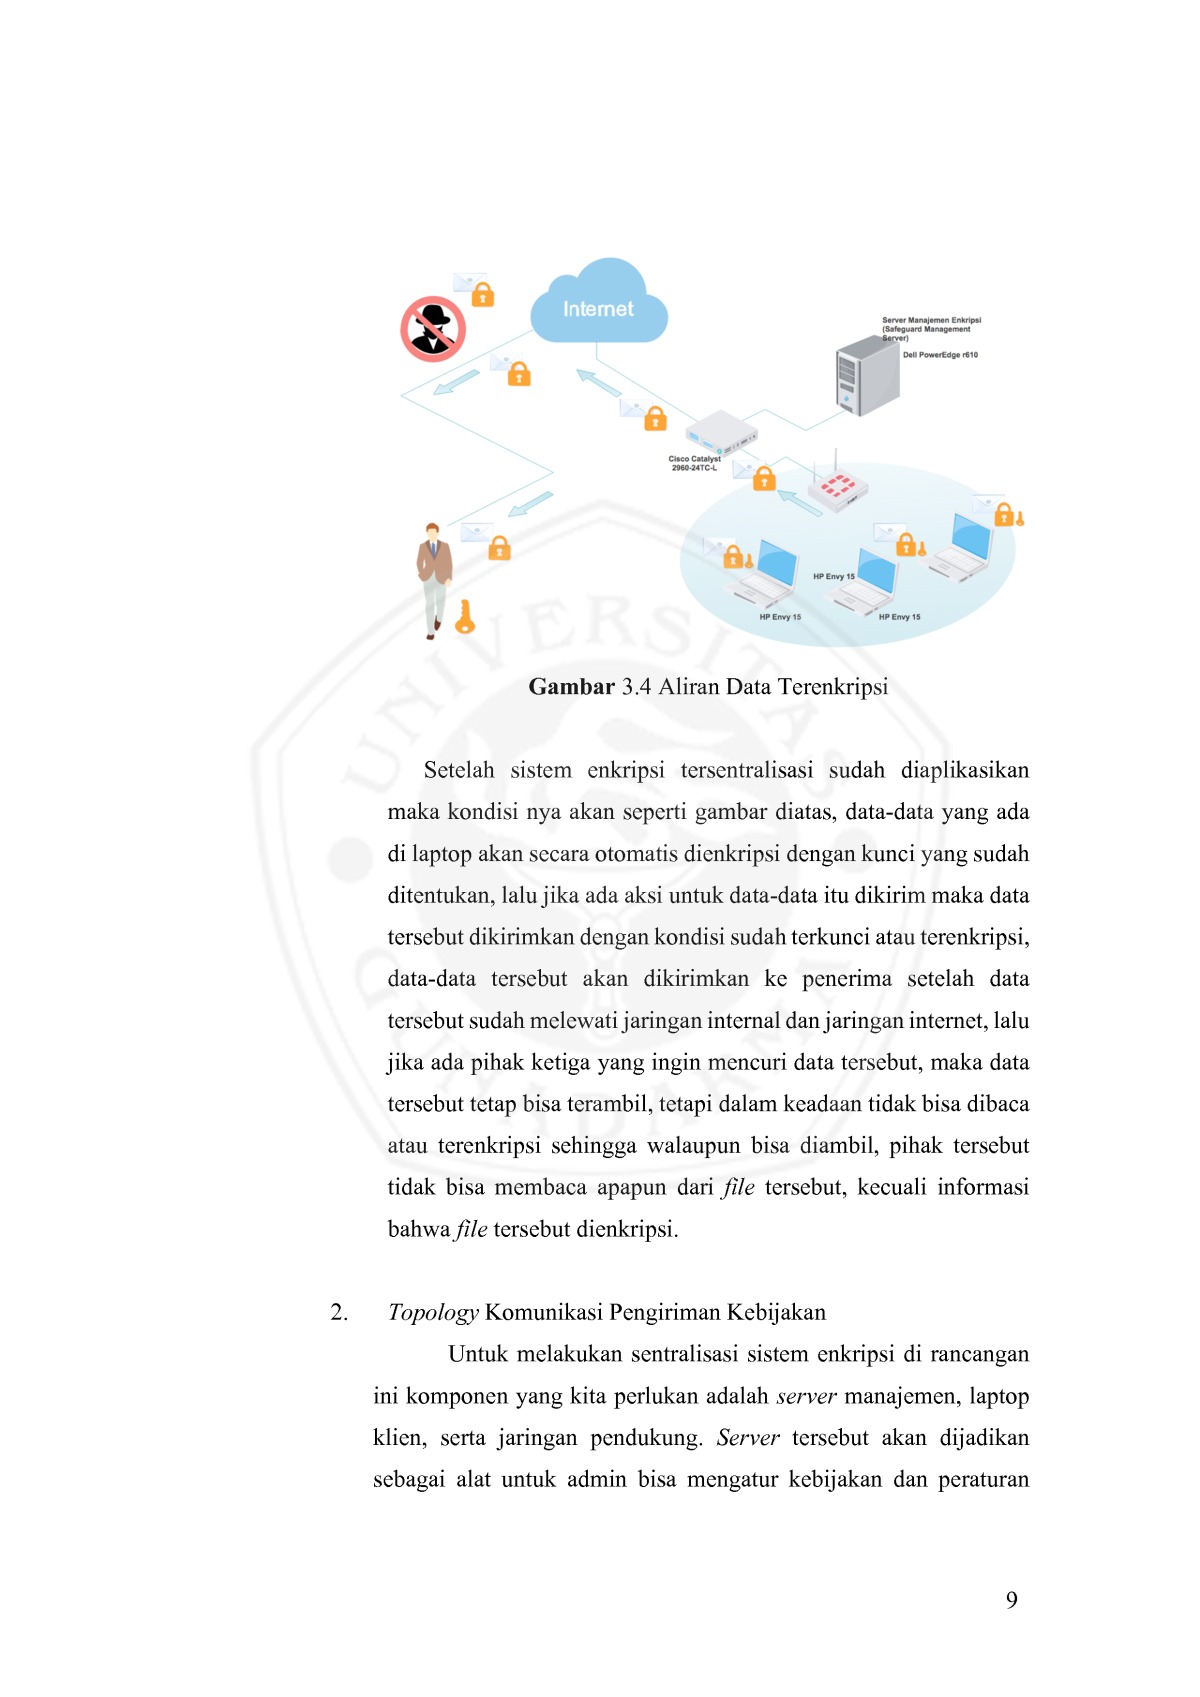 Internet
Server Manajemen Enkripsi
(Safeguard Management
Server)
Dell PowerEdge r610
Cisco Catalyst
2960-24TC-L
HP Envy 15
HP Envy 15
HP Envy 15
Gambar 3.4 Aliran Data Terenkripsi
Setelah sistem enkripsi tersentralisasi sudah diaplikasikan
maka kondisi nya akan seperti gambar diatas, data-data yang ada
di laptop akan secara otomatis dienkripsi dengan kunci yang sudah
ditentukan, lalu jika ada aksi untuk data-data itu dikirim maka data
tersebut dikirimkan dengan kondisi sudah terkunci atau terenkripsi,
data-data tersebut akan dikirimkan ke penerima setelah data
tersebut sudah melewati jaringan internal dan jaringan internet, lalu
jika ada pihak ketiga yang ingin mencuri data tersebut, maka data
tersebut tetap bisa terambil, tetapi dalam keadaan tidak bisa dibaca
atau terenkripsi sehingga walaupun bisa diambil, pihak tersebut
tidak bisa membaca apapun dari file tersebut, kecuali informasi
bahwa file tersebut dienkripsi.
2. Topology Komunikasi Pengiriman Kebijakan
Untuk melakukan sentralisasi sistem enkripsi di rancangan
ini komponen yang kita perlukan adalah server manajemen, laptop
klien, serta jaringan pendukung. Server tersebut akan dijadikan
sebagai alat untuk admin bisa mengatur kebijakan dan peraturan
9
UNIVERSITAS
DHARMA